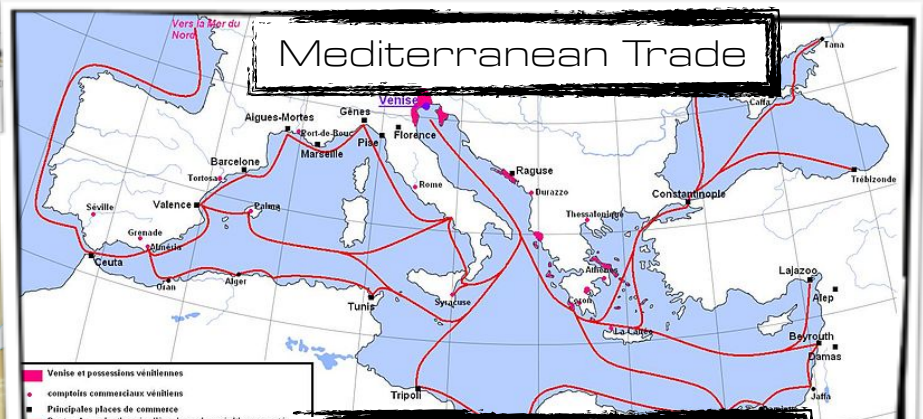 Vers la Mer du
Nord
Mediterranean Trade
Tana
Caffa
Venise
Gênes
Aigues-Mortes
Port-de-Bouc
Florence
Pise
Marseille
Barcelone
Tortosa
Raguse
Rome
Durazzo
Trébizonde
Constantinople
Valence
Palma
Séville
Thessalonique
Grenade
Alméria
Ceuta
Athènes
Lajazoo
Oran
Alger
Alep
Tunis
Syracuse
Coron
La Canée
Beyrouth
Damas
Tripoli
Jaffa
Venise et possessions vénitiennes
comptoirs commerciaux vénitiens
Principales places de commerce